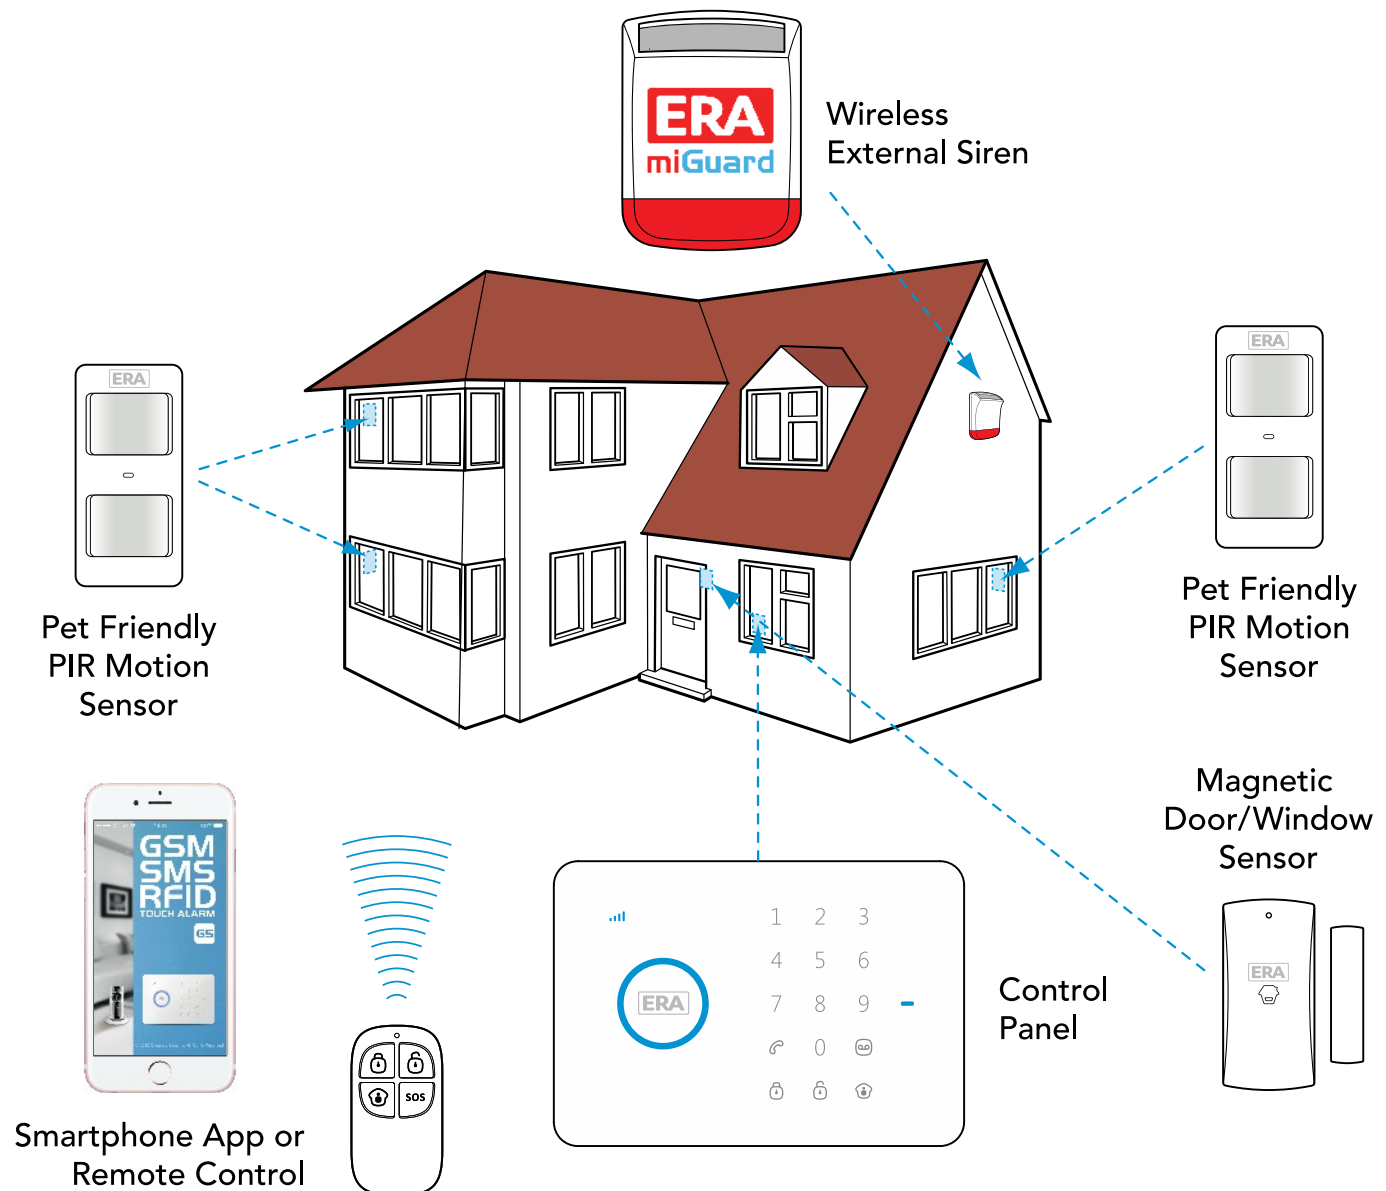 ERA
miGuard
Wireless
External Siren
ERA
Pet Friendly
PIR Motion
Sensor
ERA
Pet Friendly
PIR Motion
Sensor
GSM
SMS
RFID
TOUCH ALARM
G5
Smartphone App or
Remote Control
SOS
1 2 3
4 5 6
7 8 9
0
ERA
Control
Panel
Magnetic
Door/Window
Sensor
ERA